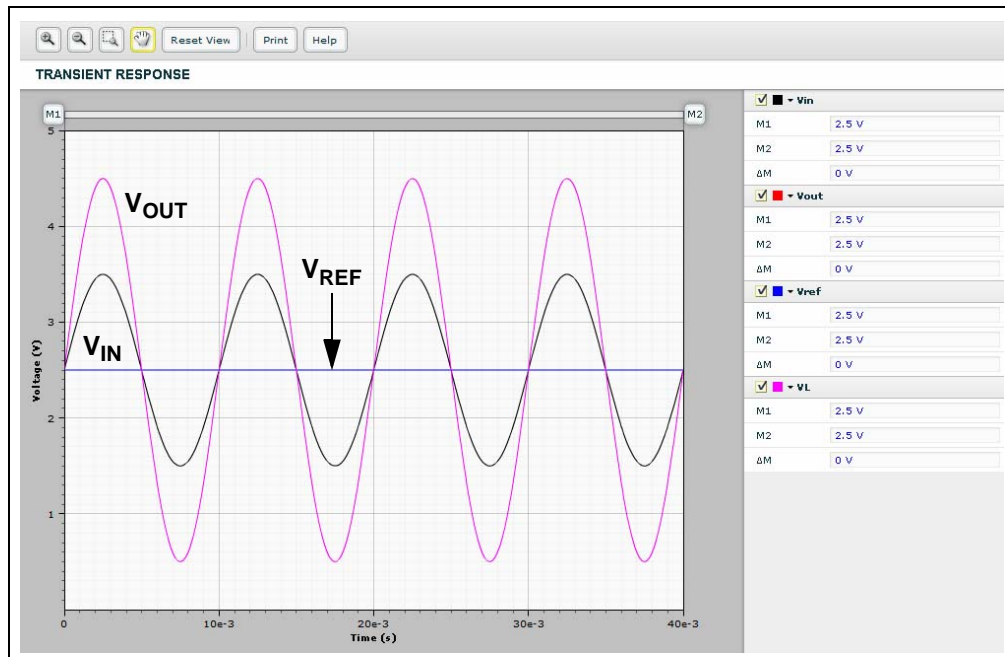 Reset View Print Help
TRANSIENT RESPONSE
M1 M2
5
4
3
2
1
Voltage (V)
VOUT
VREF
VIN
0 10e-3 20e-3 30e-3 40e-3
Time (s)
Vin
M1 2.5 V
M2 2.5 V
ΔM 0 V
Vout
M1 2.5 V
M2 2.5 V
ΔM 0 V
Vref
M1 2.5 V
M2 2.5 V
ΔM 0 V
VL
M1 2.5 V
M2 2.5 V
ΔM 0 V